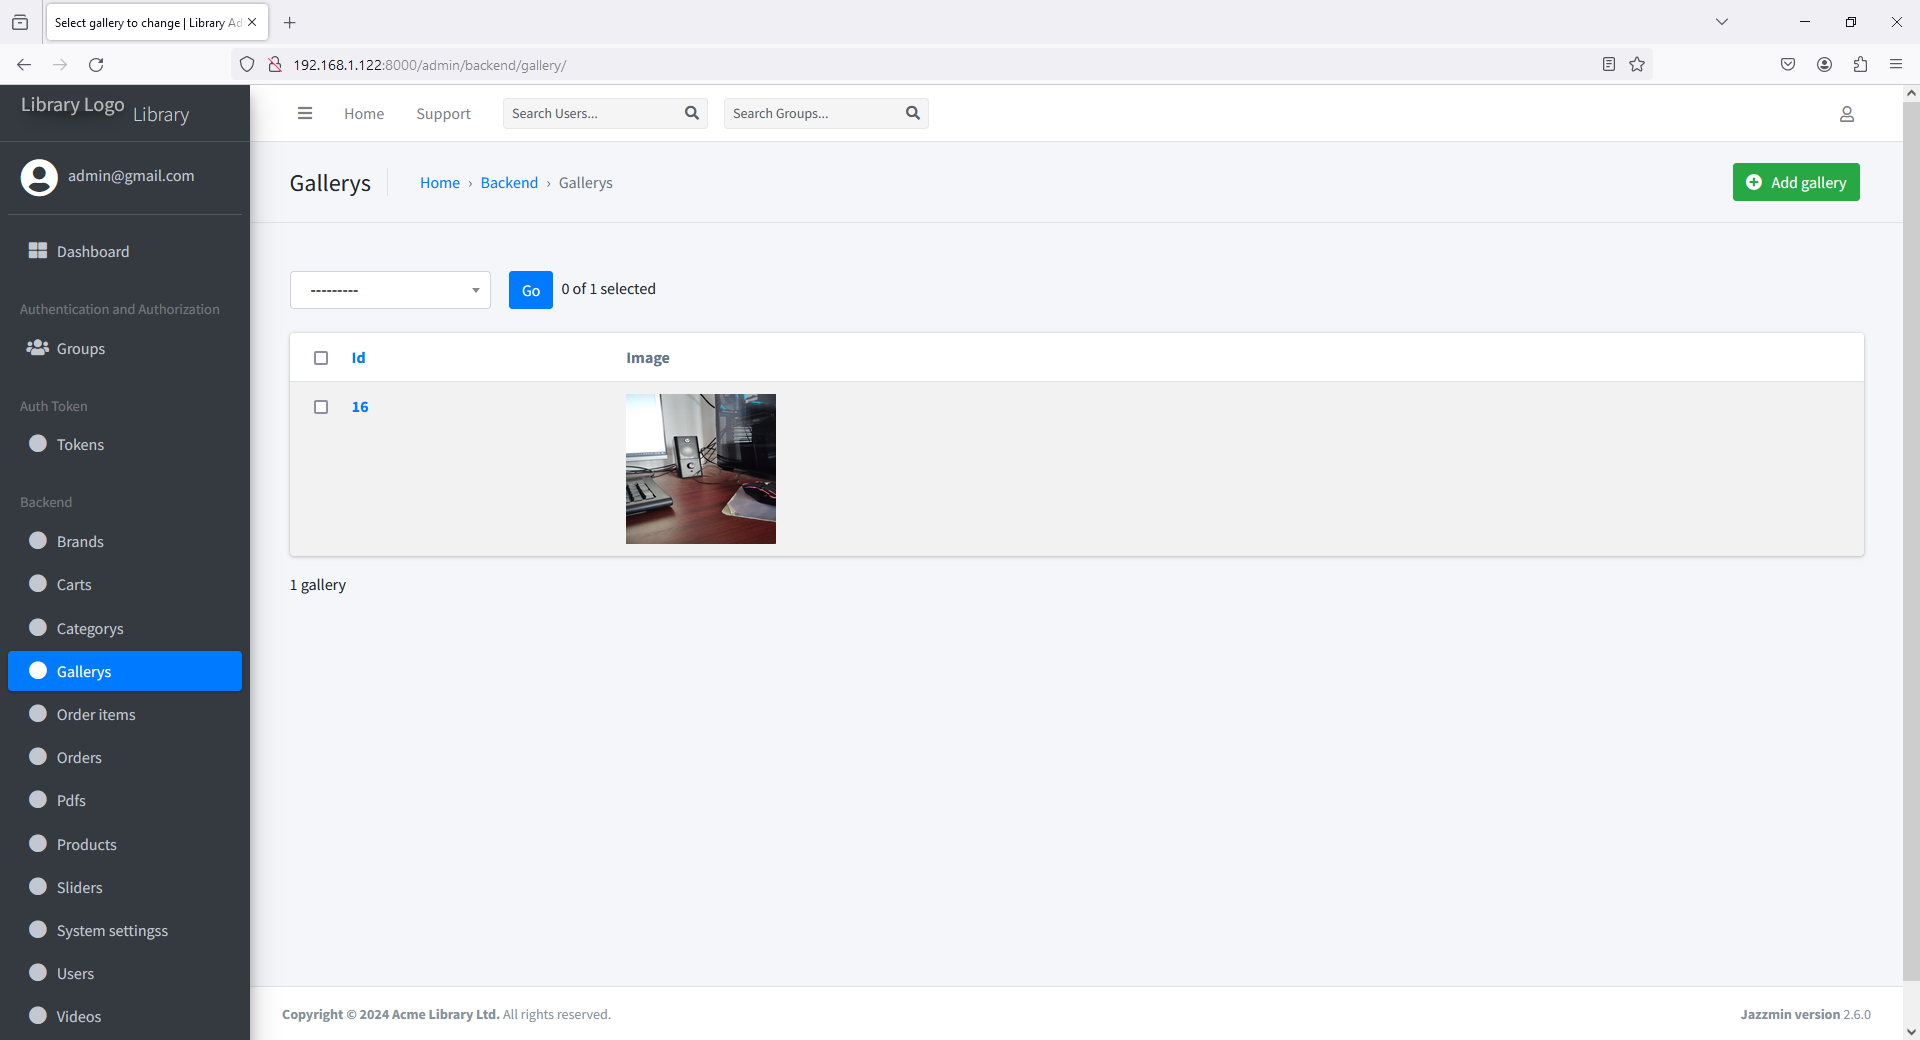 Select gallery to change | Library Ad
192.168.1.122:8000/admin/backend/gallery/
Library Logo
Library
Home
Support
Search Users...
Search Groups...
admin@gmail.com
Gallerys
Home › Backend › Gallerys
Add gallery
Dashboard
Authentication and Authorization
Groups
Auth Token
Tokens
Backend
Brands
Carts
Categorys
Gallerys
Order items
Orders
Pdfs
Products
Sliders
System settingss
Users
Videos
---------
Go
0 of 1 selected
Id
Image
16
1 gallery
Copyright © 2024 Acme Library Ltd. All rights reserved.
Jazzmin version 2.6.0